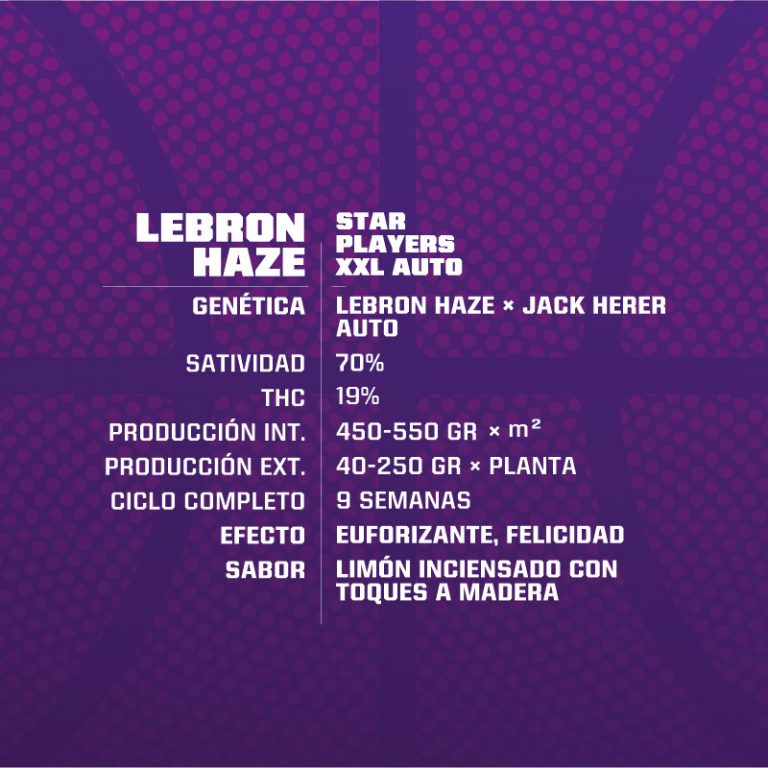 LEBRON
HAZE
STAR
PLAYERS
XXL AUTO
GENÉTICA
LEBRON HAZE × JACK HERER
AUTO
SATIVIDAD
70%
THC
19%
PRODUCCIÓN INT.
450-550 GR × m²
PRODUCCIÓN EXT.
40-250 GR × PLANTA
CICLO COMPLETO
9 SEMANAS
EFECTO
EUFORIZANTE, FELICIDAD
SABOR
LIMÓN INCIENSADO CON
TOQUES A MADERA